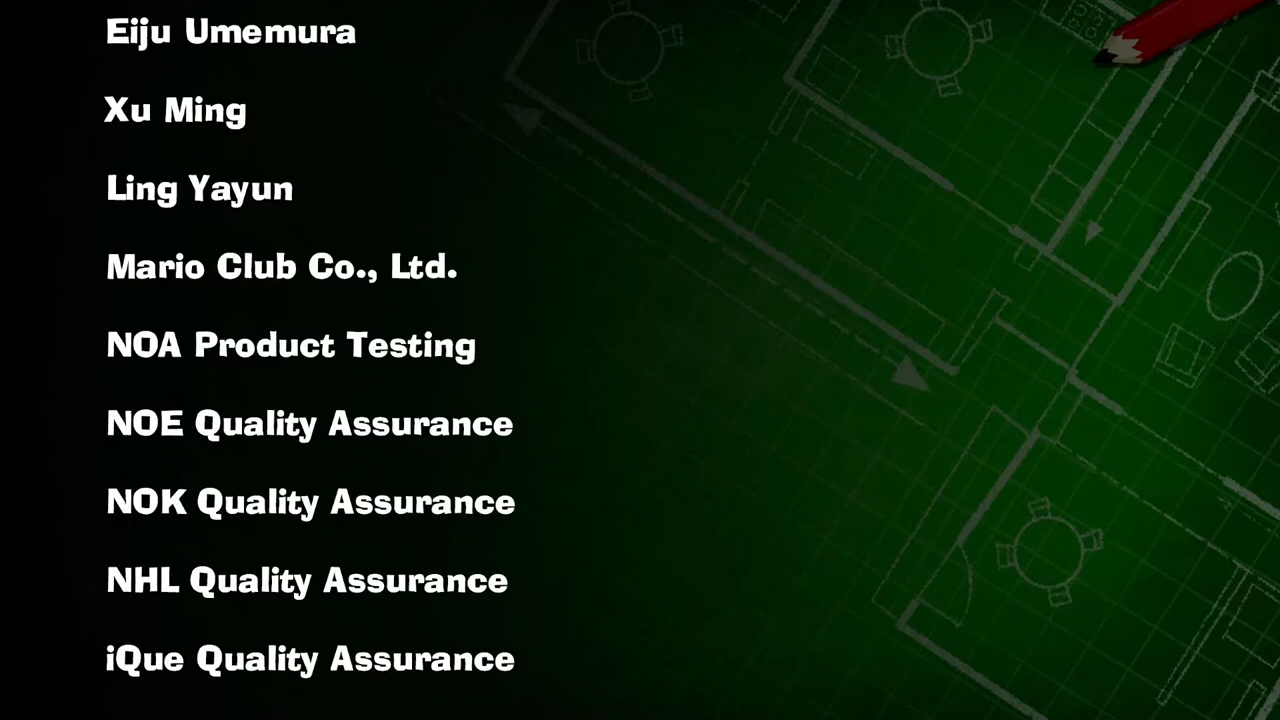 Eiju Umemura
Xu Ming
Ling Yayun
Mario Club Co., Ltd.
NOA Product Testing
NOE Quality Assurance
NOK Quality Assurance
NHL Quality Assurance
iQue Quality Assurance